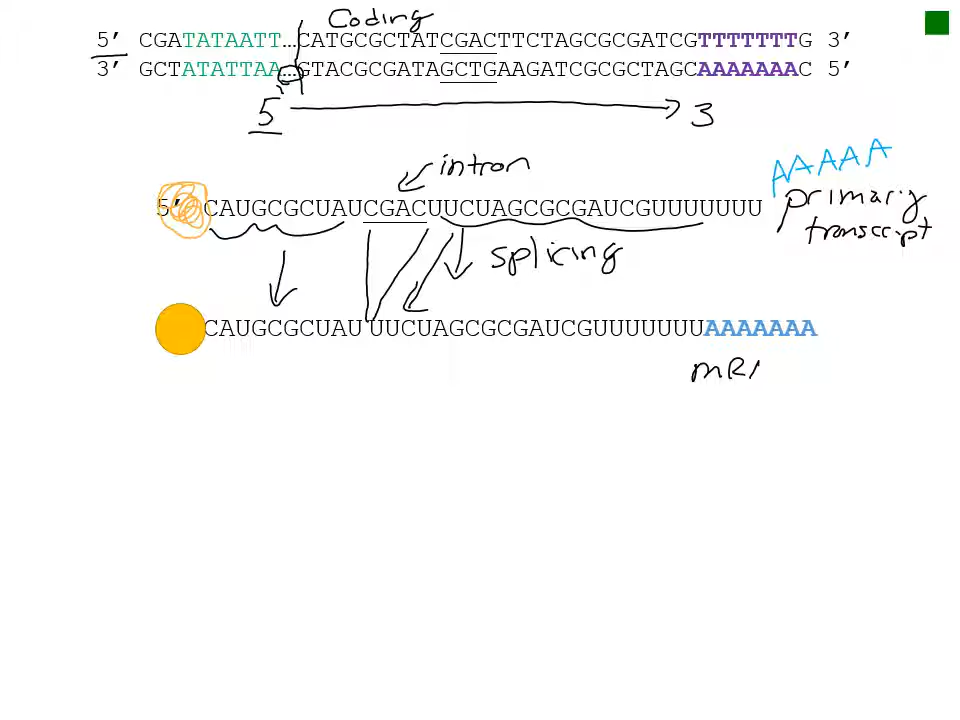 Coding
5’ CGATATAATT…CATGCGCTATCGACTTCTAGCGCGATCGTTTTTTTG 3’
3’ GCTATATTAA…GTACGCGATAGCTGAAGATCGCGCTAGCAAAAAAAC 5’
5 3
intron
AAAAA
5’ CAUGCGCUAUCGACUUCUAGCGCGAUCGUUUUUUU
primary
transcript
splicing
CAUGCGCUAU UUCUAGCGCGAUCGUUUUUUUAAAAAAA
mRN